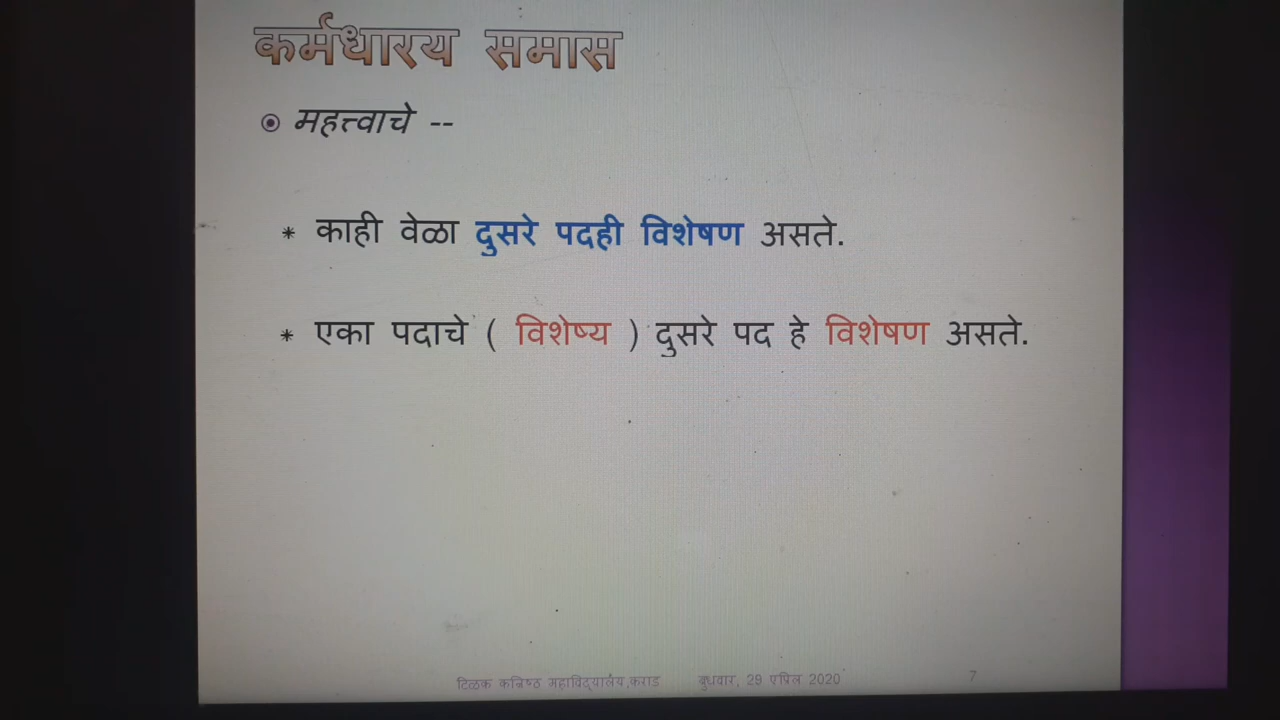 कर्मधारय समास
महत्त्वाचे --
* काही वेळा दुसरे पदही विशेषण असते.
* एका पदाचे ( विशेष्य ) दुसरे पद हे विशेषण असते.
टिळक कनिष्ठ महाविद्यालय,कराड बुधवार, 29 एप्रिल 2020 7